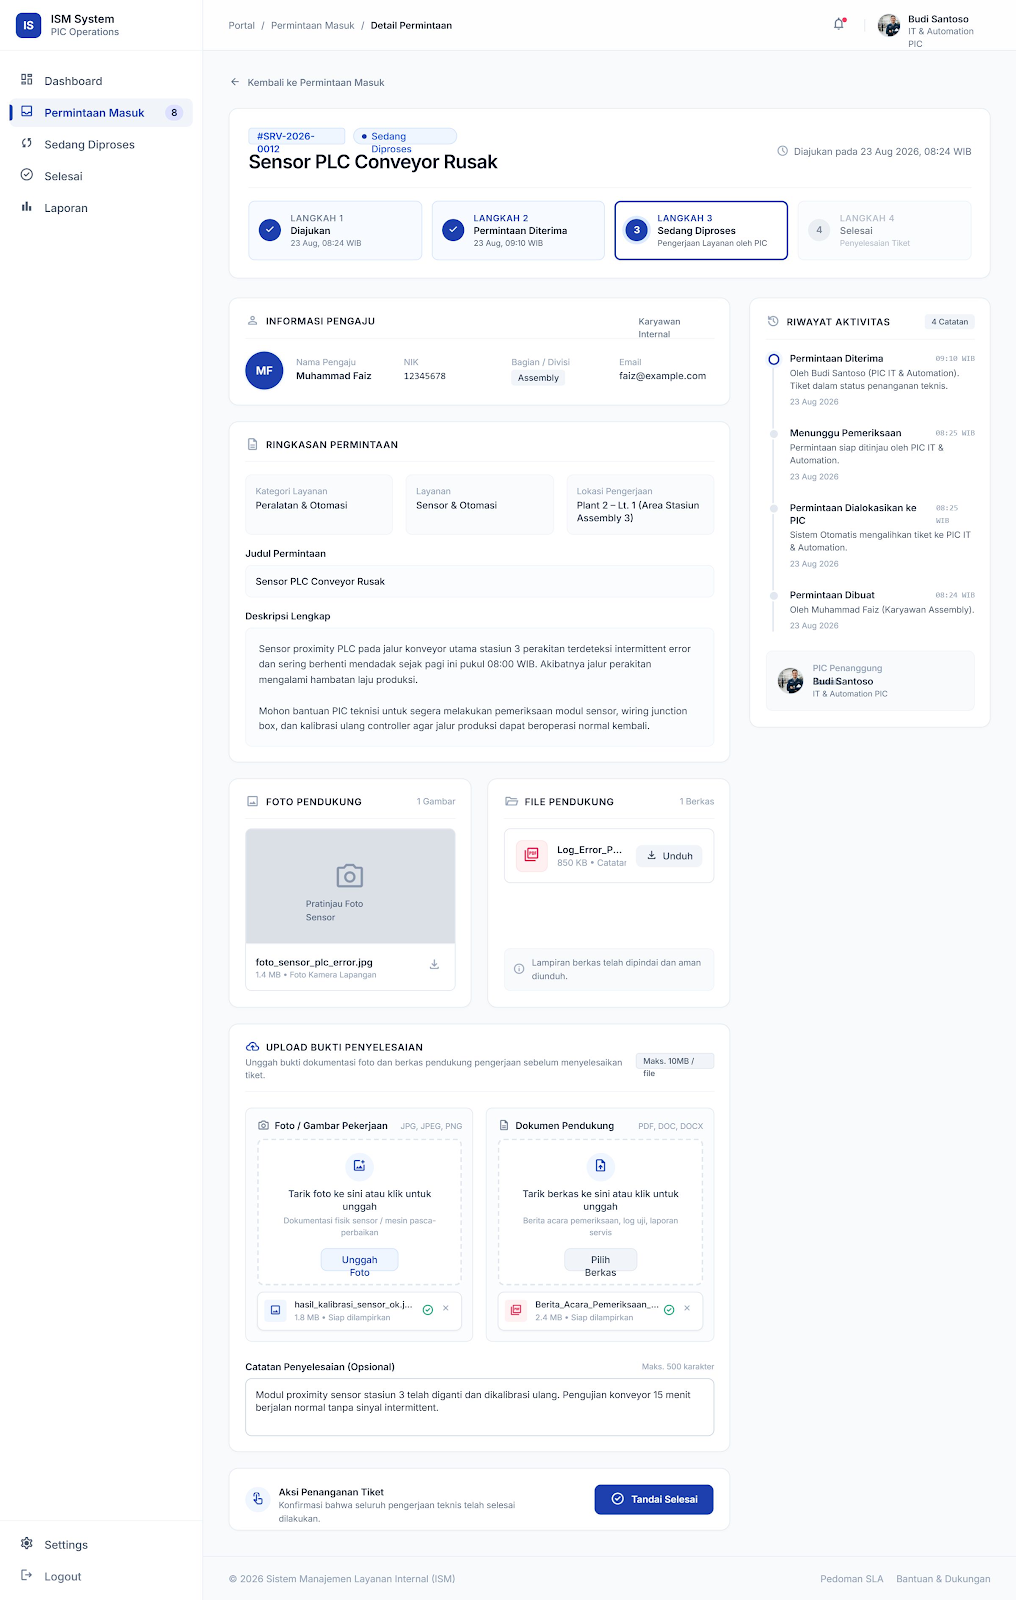 IS
ISM System
PIC Operations
Dashboard
Permintaan Masuk
8
Sedang Diproses
Selesai
Laporan
Settings
Logout
Portal / Permintaan Masuk / Detail Permintaan
Budi Santoso
IT & Automation
PIC
Kembali ke Permintaan Masuk
#SRV-2026-
0012
Sedang
Diproses
Sensor PLC Conveyor Rusak
Diajukan pada 23 Aug 2026, 08:24 WIB
LANGKAH 1
Diajukan
23 Aug, 08:24 WIB
LANGKAH 2
Permintaan Diterima
23 Aug, 09:10 WIB
3
LANGKAH 3
Sedang Diproses
Pengerjaan Layanan oleh PIC
4
LANGKAH 4
Selesai
Penyelesaian Tiket
INFORMASI PENGAJU
Karyawan
Internal
MF
Nama Pengaju
Muhammad Faiz
NIK
12345678
Bagian / Divisi
Assembly
Email
faiz@example.com
RINGKASAN PERMINTAAN
Kategori Layanan
Peralatan & Otomasi
Layanan
Sensor & Otomasi
Lokasi Pengerjaan
Plant 2 – Lt. 1 (Area Stasiun
Assembly 3)
Judul Permintaan
Sensor PLC Conveyor Rusak
Deskripsi Lengkap
Sensor proximity PLC pada jalur konveyor utama stasiun 3 perakitan terdeteksi intermittent error
dan sering berhenti mendadak sejak pagi ini pukul 08:00 WIB. Akibatnya jalur perakitan
mengalami hambatan laju produksi.
Mohon bantuan PIC teknisi untuk segera melakukan pemeriksaan modul sensor, wiring junction
box, dan kalibrasi ulang controller agar jalur produksi dapat beroperasi normal kembali.
FOTO PENDUKUNG
1 Gambar
Pratinjau Foto
Sensor
foto_sensor_plc_error.jpg
1.4 MB • Foto Kamera Lapangan
FILE PENDUKUNG
1 Berkas
PDF
Log_Error_P...
850 KB • Catatar
Unduh
Lampiran berkas telah dipindai dan aman
diunduh.
UPLOAD BUKTI PENYELESAIAN
Unggah bukti dokumentasi foto dan berkas pendukung pengerjaan sebelum menyelesaikan
tiket.
Maks. 10MB /
file
Foto / Gambar Pekerjaan
JPG, JPEG, PNG
Tarik foto ke sini atau klik untuk
unggah
Dokumentasi fisik sensor / mesin pasca-
perbaikan
Unggah
Foto
hasil_kalibrasi_sensor_ok.j...
1.8 MB • Siap dilampirkan
Dokumen Pendukung
PDF, DOC, DOCX
Tarik berkas ke sini atau klik untuk
unggah
Berita acara pemeriksaan, log uji, laporan
servis
Pilih
Berkas
PDF
Berita_Acara_Pemeriksaan_...
2.4 MB • Siap dilampirkan
Catatan Penyelesaian (Opsional)
Maks. 500 karakter
Modul proximity sensor stasiun 3 telah diganti dan dikalibrasi ulang. Pengujian konveyor 15 menit
berjalan normal tanpa sinyal intermittent.
Aksi Penanganan Tiket
Konfirmasi bahwa seluruh pengerjaan teknis telah selesai
dilakukan.
Tandai Selesai
RIWAYAT AKTIVITAS
4 Catatan
Permintaan Diterima
09:10 WIB
Oleh Budi Santoso (PIC IT & Automation).
Tiket dalam status penanganan teknis.
23 Aug 2026
Menunggu Pemeriksaan
08:25 WIB
Permintaan siap ditinjau oleh PIC IT &
Automation.
23 Aug 2026
Permintaan Dialokasikan ke
PIC
08:25
WIB
Sistem Otomatis mengalihkan tiket ke PIC IT
& Automation.
23 Aug 2026
Permintaan Dibuat
08:24 WIB
Oleh Muhammad Faiz (Karyawan Assembly).
23 Aug 2026
PIC Penanggung
Budi Santoso
IT & Automation PIC
© 2026 Sistem Manajemen Layanan Internal (ISM)
Pedoman SLA
Bantuan & Dukungan